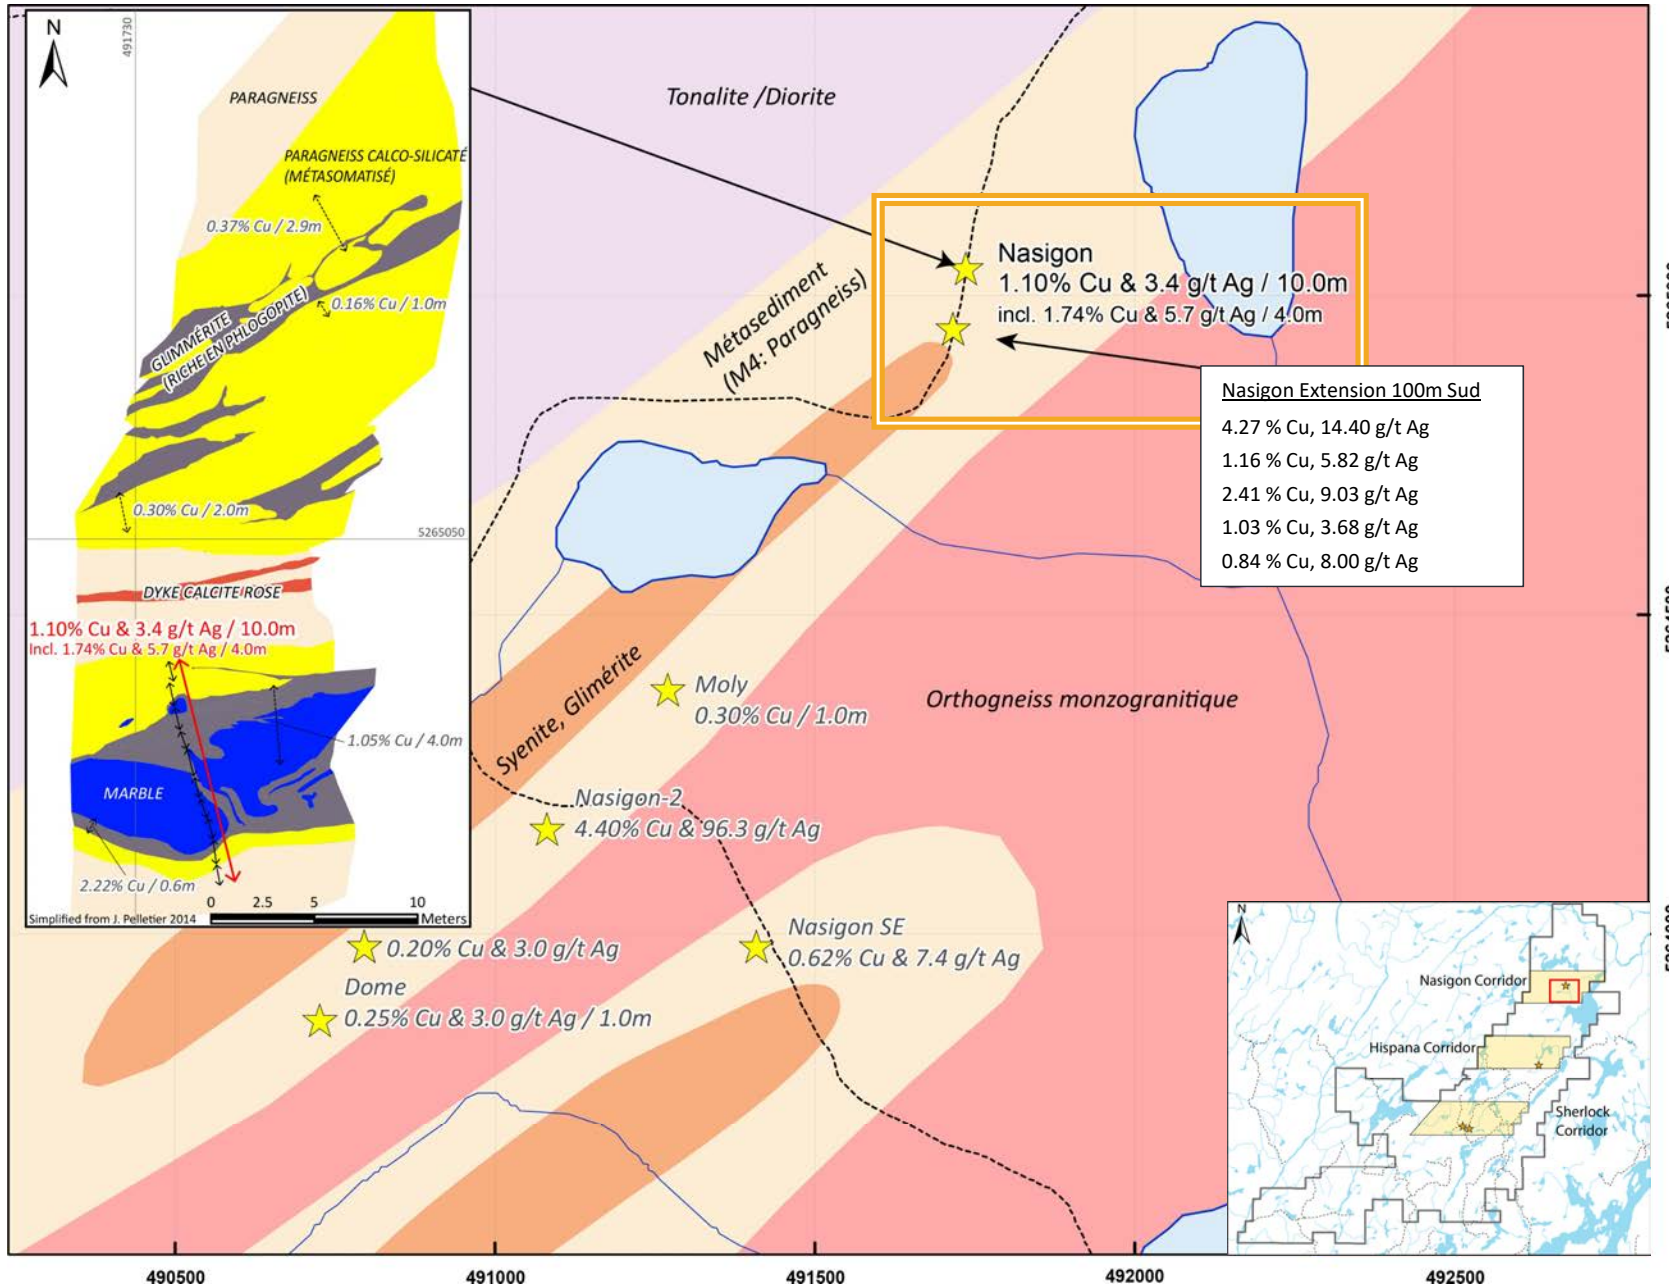 N
491730
PARAGNEISS
PARAGNEISS CALCO-SILICATÉ
(MÉTASOMATISÉ)
0.37% Cu / 2.9m
0.16% Cu / 1.0m
GLIMMÉRITE
(RICHE EN PHLOGOPITE)
0.30% Cu / 2.0m
5265050
DYKE CALCITE ROSE
1.10% Cu & 3.4 g/t Ag / 10.0m
Incl. 1.74% Cu & 5.7 g/t Ag / 4.0m
1.05% Cu / 4.0m
MARBLE
2.22% Cu / 0.6m
0 2.5 5 10
Meters
Simplified from J. Pelletier 2014
Tonalite /Diorite
Métasediment
(M4: Paragneiss)
Nasigon
1.10% Cu & 3.4 g/t Ag / 10.0m
incl. 1.74% Cu & 5.7 g/t Ag / 4.0m
Nasigon Extension 100m Sud
4.27 % Cu, 14.40 g/t Ag
1.16 % Cu, 5.82 g/t Ag
2.41 % Cu, 9.03 g/t Ag
1.03 % Cu, 3.68 g/t Ag
0.84 % Cu, 8.00 g/t Ag
Syenite, Glimérite
Moly
0.30% Cu / 1.0m
Orthogneiss monzogranitique
Nasigon-2
4.40% Cu & 96.3 g/t Ag
Nasigon SE
0.62% Cu & 7.4 g/t Ag
0.20% Cu & 3.0 g/t Ag
Dome
0.25% Cu & 3.0 g/t Ag / 1.0m
N
Nasigon Corridor
Hispana Corridor
Sherlock
Corridor
490500 491000 491500 492000 492500